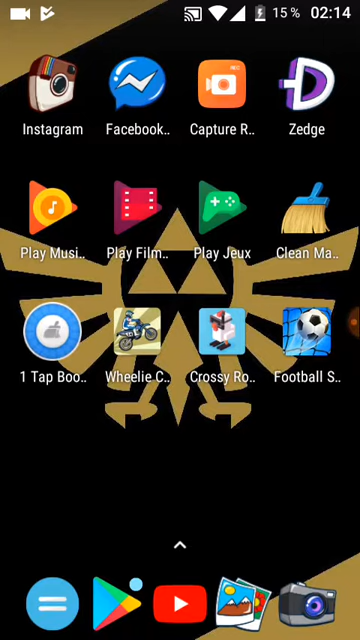 15 % 02:14
Instagram Facebook.. Capture R.. Zedge
Play Musi.. Play Film.. Play Jeux Clean Ma..
1 Tap Boo.. Wheelie C.. Crossy Ro.. Football S..